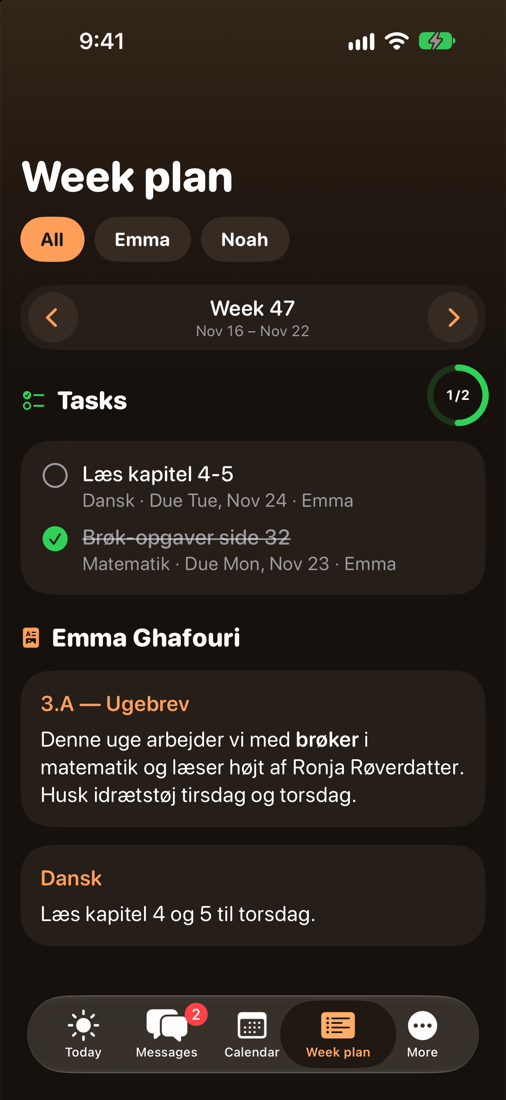 9:41
Week plan
All
Emma
Noah
Week 47
Nov 16 – Nov 22
Tasks
1/2
Læs kapitel 4-5
Dansk · Due Tue, Nov 24 · Emma
Brøk-opgaver side 32
Matematik · Due Mon, Nov 23 · Emma
Emma Ghafouri
3.A — Ugebrev
Denne uge arbejder vi med brøker i
matematik og læser højt af Ronja Røverdatter.
Husk idrætstøj tirsdag og torsdag.
Dansk
Læs kapitel 4 og 5 til torsdag.
2
Today
Messages
Calendar
Week plan
More